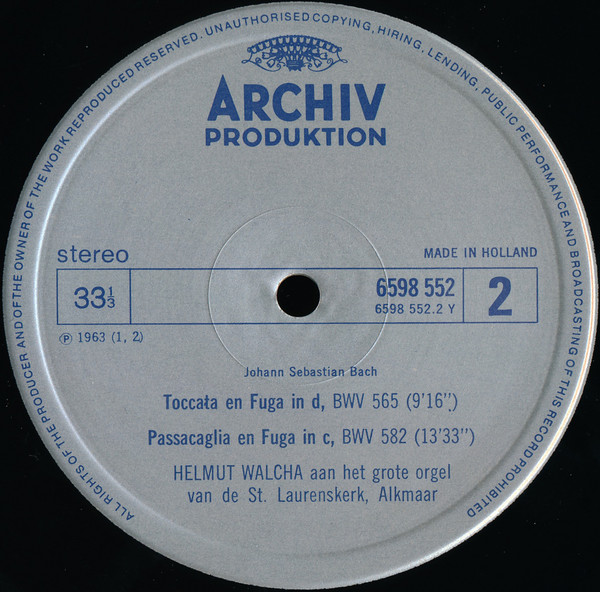 ALL RIGHTS OF THE PRODUCER AND OF THE OWNER OF THE WORK REPRODUCED RESERVED. UNAUTHORISED COPYING, HIRING, LENDING, PUBLIC PERFORMANCE AND BROADCASTING OF THIS RECORD PROHIBITED
ARCHIV
PRODUKTION
stereo
MADE IN HOLLAND
33⅓
6598 552
6598 552.2 Y
2
Ⓟ 1963 (1, 2)
Johann Sebastian Bach
Toccata en Fuga in d, BWV 565 (9'16'')
Passacaglia en Fuga in c, BWV 582 (13'33'')
HELMUT WALCHA aan het grote orgel
van de St. Laurenskerk, Alkmaar